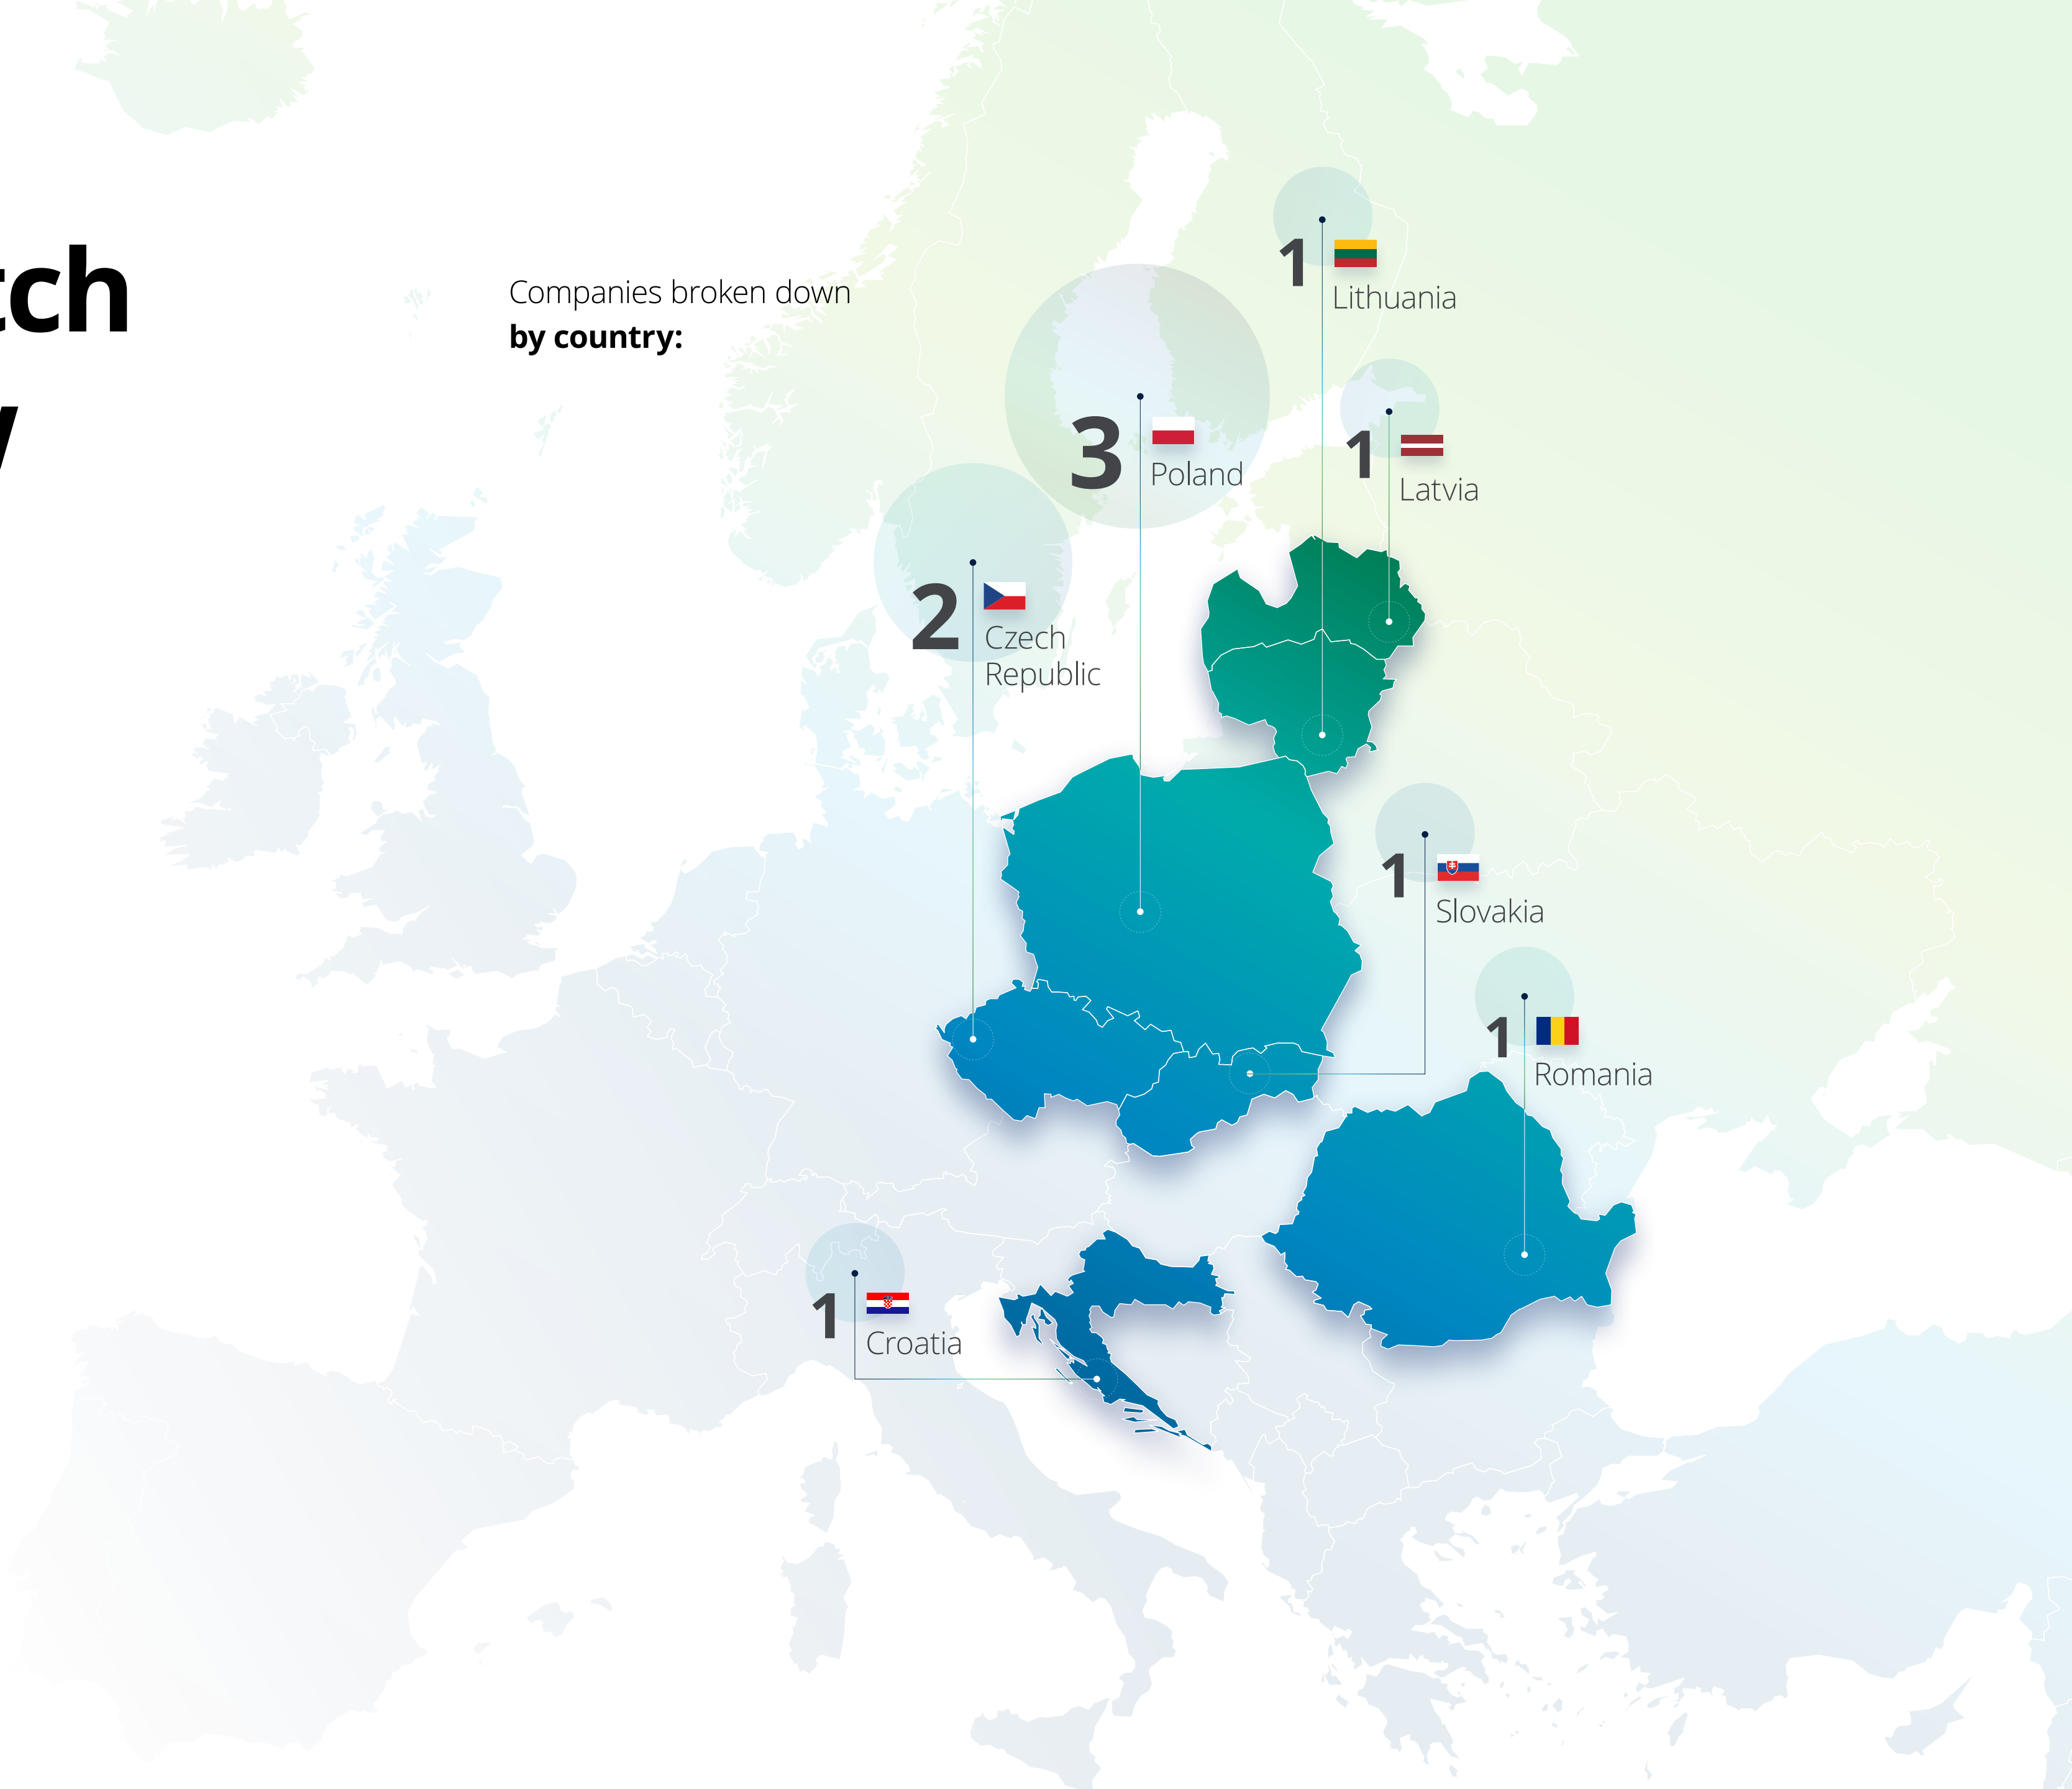 tch
y
Companies broken down
by country:
1
Lithuania
3
Poland
1
Latvia
2
Czech
Republic
1
Slovakia
1
Romania
1
Croatia